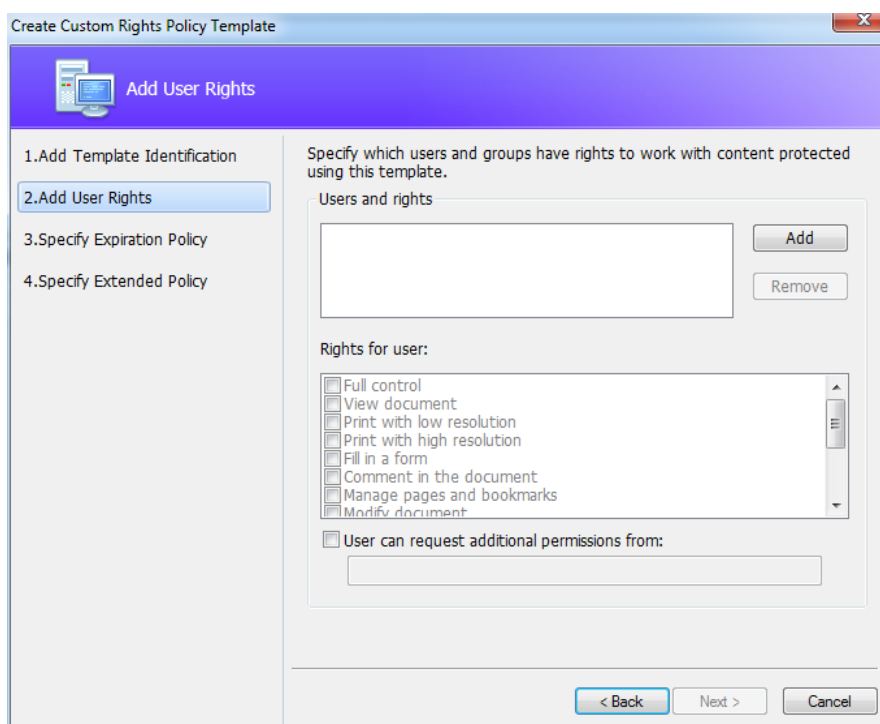 Create Custom Rights Policy Template
Add User Rights
1.Add Template Identification
2.Add User Rights
3.Specify Expiration Policy
4.Specify Extended Policy
Specify which users and groups have rights to work with content protected
using this template.
Users and rights
Add
Remove
Rights for user:
Full control
View document
Print with low resolution
Print with high resolution
Fill in a form
Comment in the document
Manage pages and bookmarks
Modify document
User can request additional permissions from:
< Back
Next >
Cancel